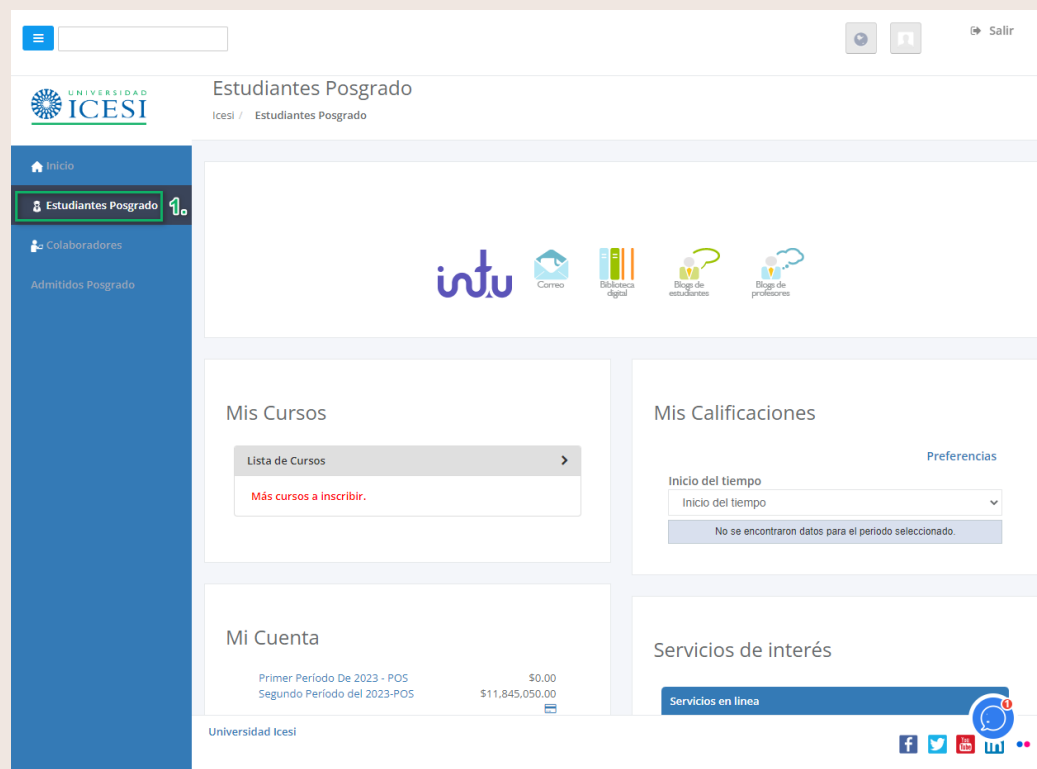 Salir
UNIVERSIDAD
ICESI
Estudiantes Posgrado
Icesi / Estudiantes Posgrado
Inicio
Estudiantes Posgrado 1.
Colaboradores
Admitidos Posgrado
intu
Correo
Biblioteca
digital
Blogs de
estudiantes
Blogs de
profesores
Mis Cursos
Lista de Cursos
Más cursos a inscribir.
Mis Calificaciones
Preferencias
Inicio del tiempo
Inicio del tiempo
No se encontraron datos para el periodo seleccionado.
Mi Cuenta
Primer Período De 2023 - POS $0.00
Segundo Período del 2023-POS $11,845,050.00
Servicios de interés
Servicios en linea
1
Universidad Icesi
f
You
Tube
in